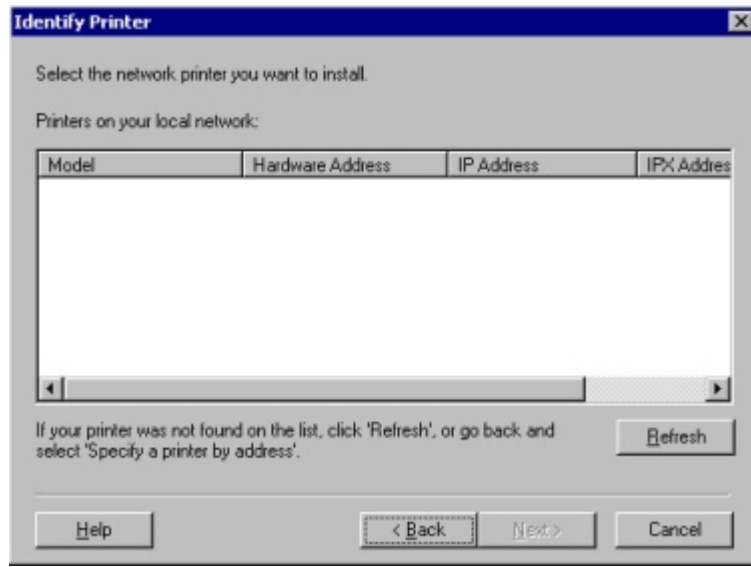 Identify Printer
Select the network printer you want to install.
Printers on your local network:
Model Hardware Address IP Address IPX Addres
If your printer was not found on the list, click 'Refresh', or go back and
select 'Specify a printer by address'.
Refresh
Help < Back Next > Cancel